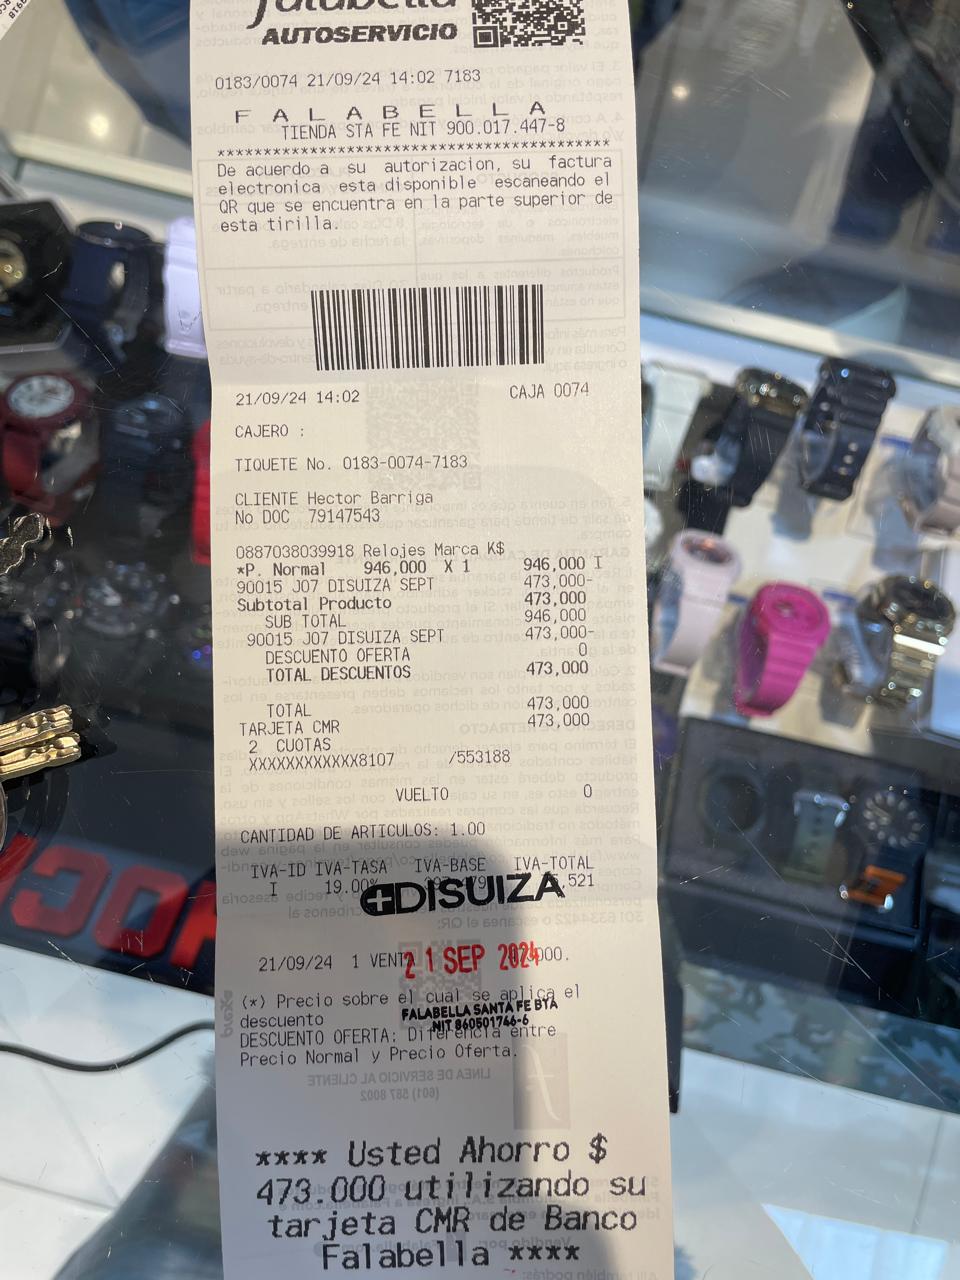 falabella
AUTOSERVICIO
0183/0074 21/09/24 14:02 7183
F A L A B E L L A
TIENDA STA FE NIT 900.017.447-8
******************************************
De acuerdo a su autorizacion, su factura
electronica esta disponible escaneando el
QR que se encuentra en la parte superior de
esta tirilla.
21/09/24 14:02 CAJA 0074
CAJERO :
TIQUETE No. 0183-0074-7183
CLIENTE Hector Barriga
No DOC 79147543
0887038039918 Relojes Marca K$
*P. Normal 946,000 X 1 946,000 I
90015 J07 DISUIZA SEPT 473,000-
Subtotal Producto 473,000
SUB TOTAL 946,000
90015 J07 DISUIZA SEPT 473,000-
DESCUENTO OFERTA 0
TOTAL DESCUENTOS 473,000
TOTAL 473,000
TARJETA CMR 473,000
2 CUOTAS
XXXXXXXXXXXX8107 /553188
VUELTO 0
CANTIDAD DE ARTICULOS: 1.00
IVA-ID IVA-TASA IVA-BASE IVA-TOTAL
I 19.00% ,521
DISUIZA
21/09/24 1 VENTA 000.
21 SEP 2024
(*) Precio sobre el cual se aplica el
descuento
FALABELLA SANTA FE BTA
NIT 860501746-6
DESCUENTO OFERTA: Diferencia entre
Precio Normal y Precio Oferta.
**** Usted Ahorro $
473.000 utilizando su
tarjeta CMR de Banco
Falabella ****